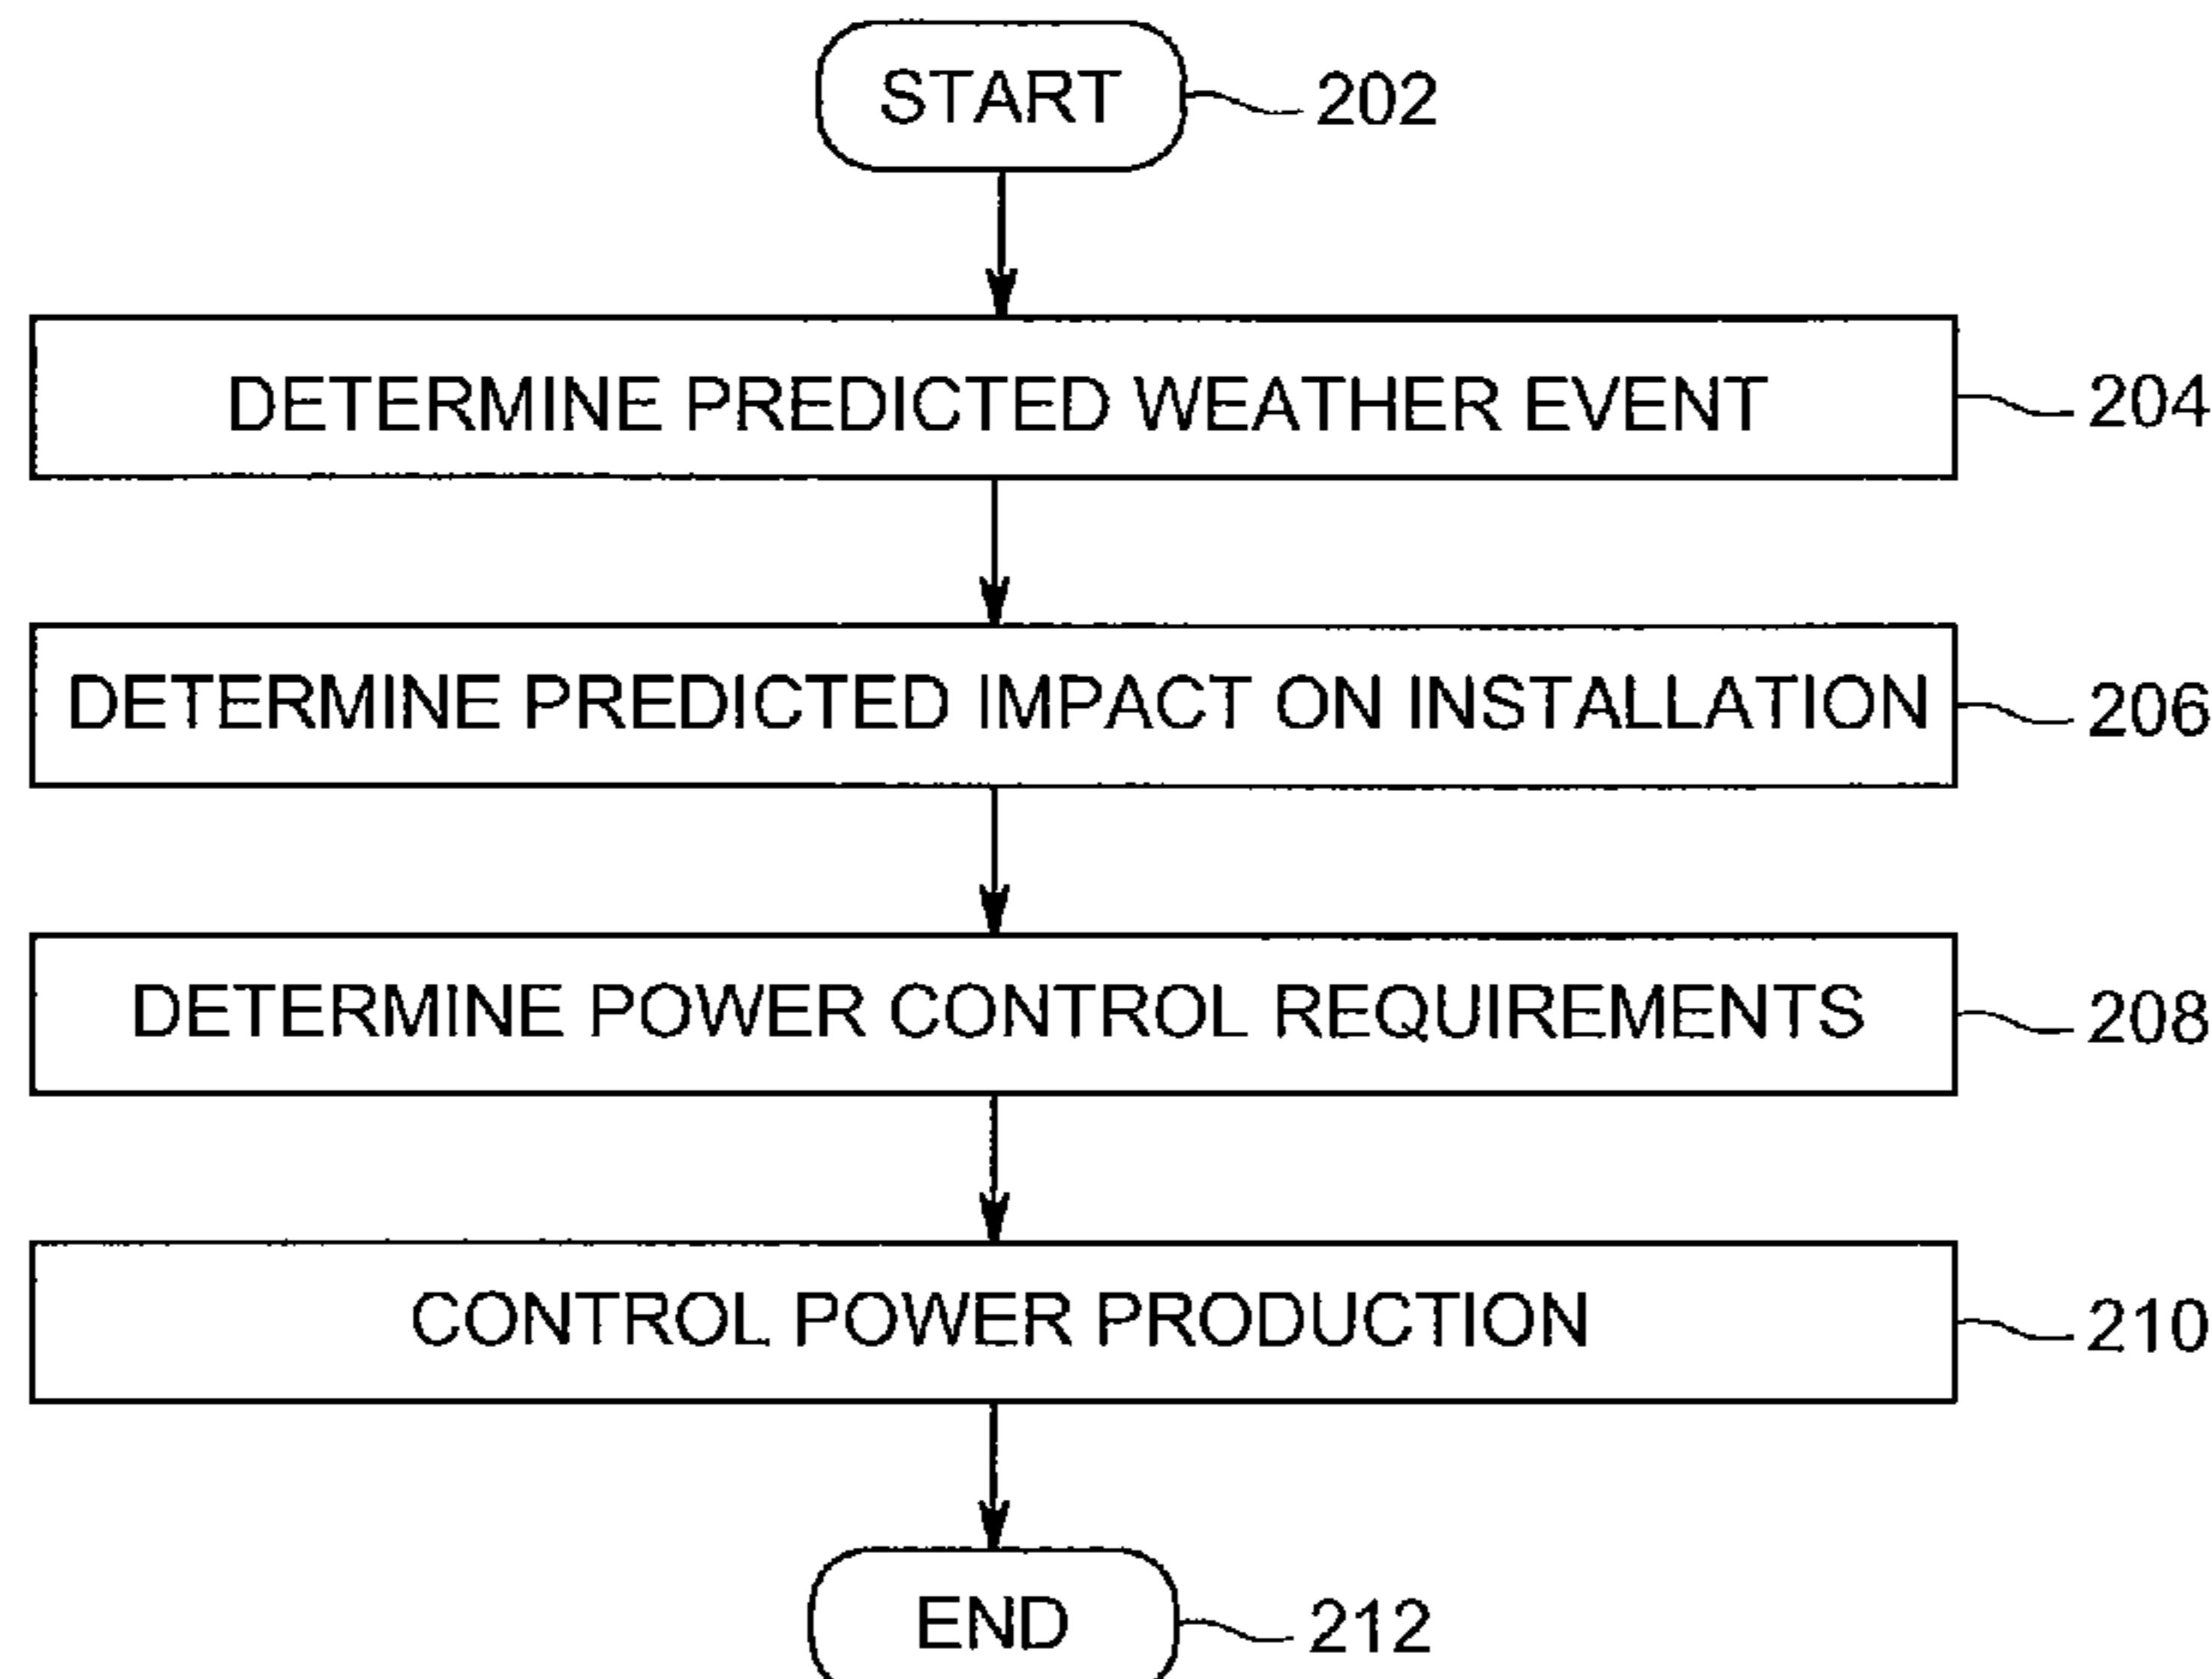 START 202
DETERMINE PREDICTED WEATHER EVENT 204
DETERMINE PREDICTED IMPACT ON INSTALLATION 206
DETERMINE POWER CONTROL REQUIREMENTS 208
CONTROL POWER PRODUCTION 210
END 212